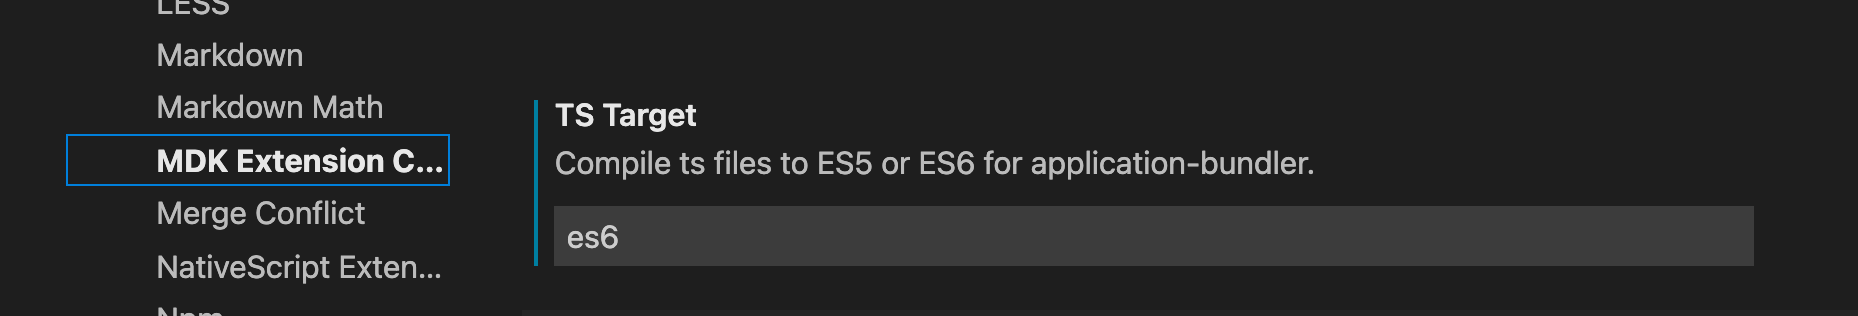 LESS
Markdown
Markdown Math
MDK Extension C...
Merge Conflict
NativeScript Exten...
Npm
TS Target
Compile ts files to ES5 or ES6 for application-bundler.
es6